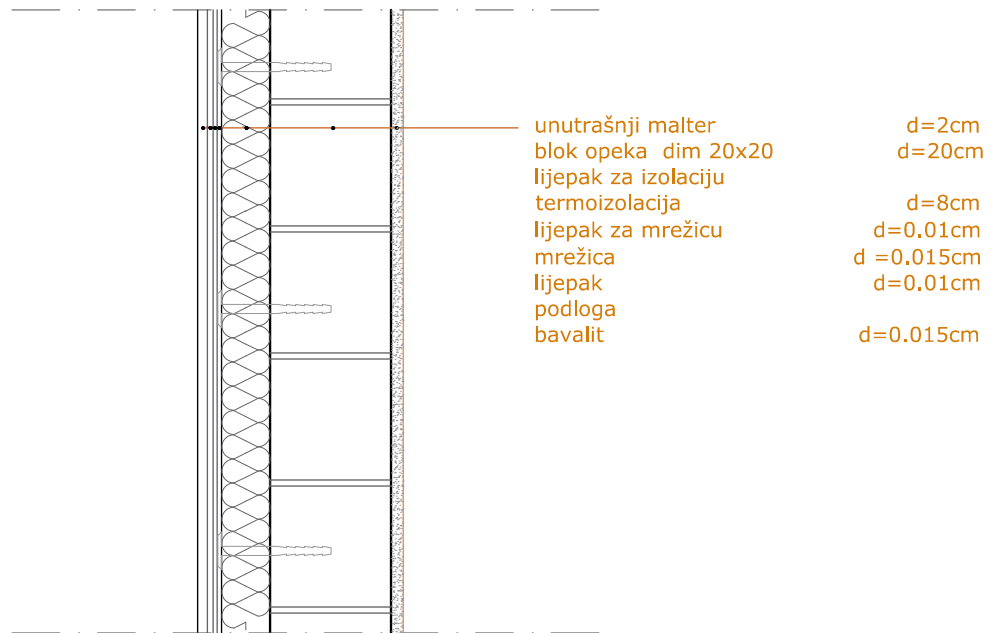 unutrašnji malter d=2cm
blok opeka dim 20x20 d=20cm
lijepak za izolaciju
termoizolacija d=8cm
lijepak za mrežicu d=0.01cm
mrežica d =0.015cm
lijepak d=0.01cm
podloga
bavalit d=0.015cm